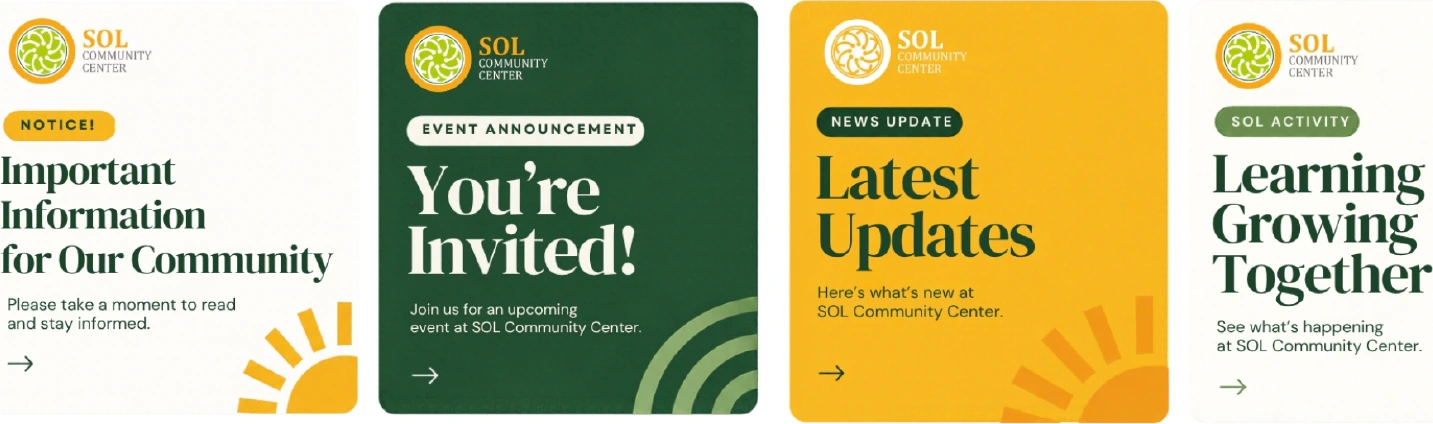 SOL
COMMUNITY
CENTER
NOTICE!
Important
Information
for Our Community
Please take a moment to read
and stay informed.
SOL
COMMUNITY
CENTER
EVENT ANNOUNCEMENT
You’re
Invited!
Join us for an upcoming
event at SOL Community Center.
SOL
COMMUNITY
CENTER
NEWS UPDATE
Latest
Updates
Here’s what’s new at
SOL Community Center.
SOL
COMMUNITY
CENTER
SOL ACTIVITY
Learning
Growing
Together
See what’s happening
at SOL Community Center.